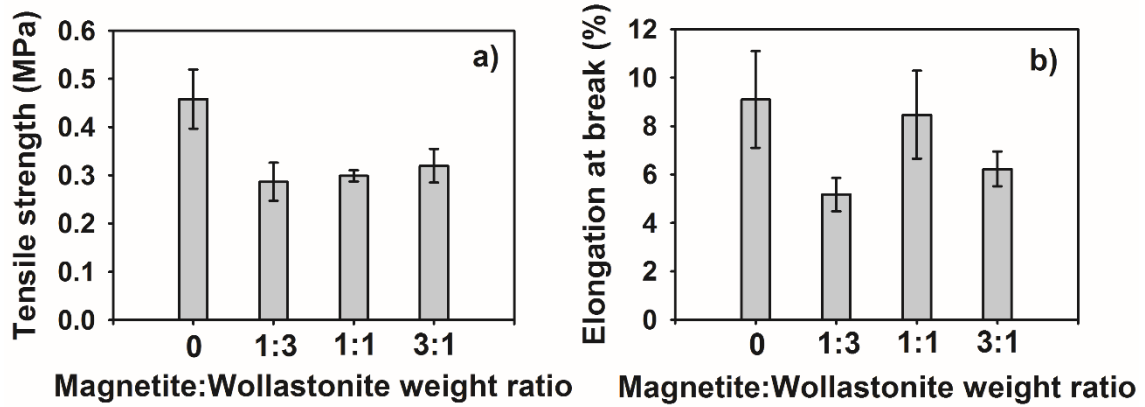 Tensile strength (MPa)
0.6
0.5
0.4
0.3
0.2
0.1
0.0
a)
0 1:3 1:1 3:1
Magnetite:Wollastonite weight ratio
Elongation at break (%)
12
10
8
6
4
2
0
b)
0 1:3 1:1 3:1
Magnetite:Wollastonite weight ratio